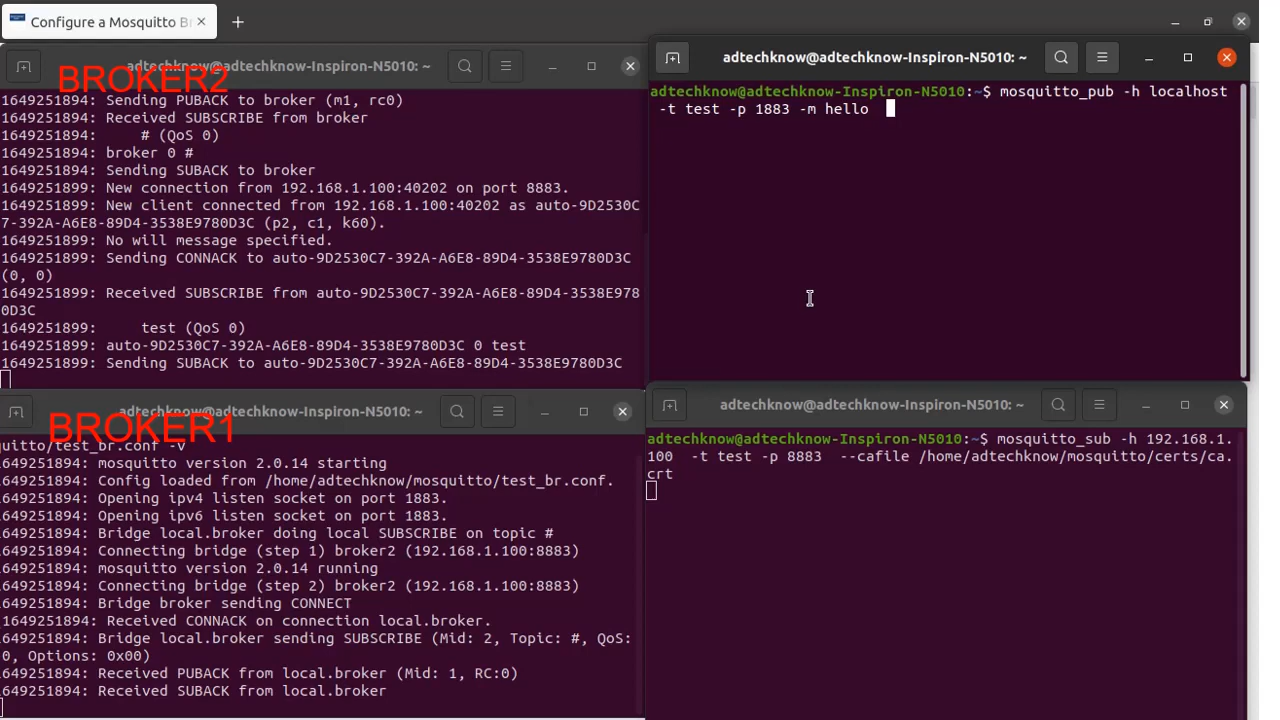 Configure a Mosquitto Br
adtechknow@adtechknow-Inspiron-N5010: ~
BROKER2
1649251894: Sending PUBACK to broker (m1, rc0)
1649251894: Received SUBSCRIBE from broker
1649251894:     # (QoS 0)
1649251894: broker 0 #
1649251894: Sending SUBACK to broker
1649251899: New connection from 192.168.1.100:40202 on port 8883.
1649251899: New client connected from 192.168.1.100:40202 as auto-9D2530C
7-392A-A6E8-89D4-3538E9780D3C (p2, c1, k60).
1649251899: No will message specified.
1649251899: Sending CONNACK to auto-9D2530C7-392A-A6E8-89D4-3538E9780D3C
(0, 0)
1649251899: Received SUBSCRIBE from auto-9D2530C7-392A-A6E8-89D4-3538E978
0D3C
1649251899:     test (QoS 0)
1649251899: auto-9D2530C7-392A-A6E8-89D4-3538E9780D3C 0 test
1649251899: Sending SUBACK to auto-9D2530C7-392A-A6E8-89D4-3538E9780D3C
adtechknow@adtechknow-Inspiron-N5010: ~
adtechknow@adtechknow-Inspiron-N5010:~$ mosquitto_pub -h localhost
-t test -p 1883 -m hello
adtechknow@adtechknow-Inspiron-N5010: ~
BROKER1
quitto/test_br.conf -v
1649251894: mosquitto version 2.0.14 starting
1649251894: Config loaded from /home/adtechknow/mosquitto/test_br.conf.
1649251894: Opening ipv4 listen socket on port 1883.
1649251894: Opening ipv6 listen socket on port 1883.
1649251894: Bridge local.broker doing local SUBSCRIBE on topic #
1649251894: Connecting bridge (step 1) broker2 (192.168.1.100:8883)
1649251894: mosquitto version 2.0.14 running
1649251894: Connecting bridge (step 2) broker2 (192.168.1.100:8883)
1649251894: Bridge broker sending CONNECT
1649251894: Received CONNACK on connection local.broker.
1649251894: Bridge local.broker sending SUBSCRIBE (Mid: 2, Topic: #, QoS:
0, Options: 0x00)
1649251894: Received PUBACK from local.broker (Mid: 1, RC:0)
1649251894: Received SUBACK from local.broker
adtechknow@adtechknow-Inspiron-N5010: ~
adtechknow@adtechknow-Inspiron-N5010:~$ mosquitto_sub -h 192.168.1.
100  -t test -p 8883  --cafile /home/adtechknow/mosquitto/certs/ca.
crt